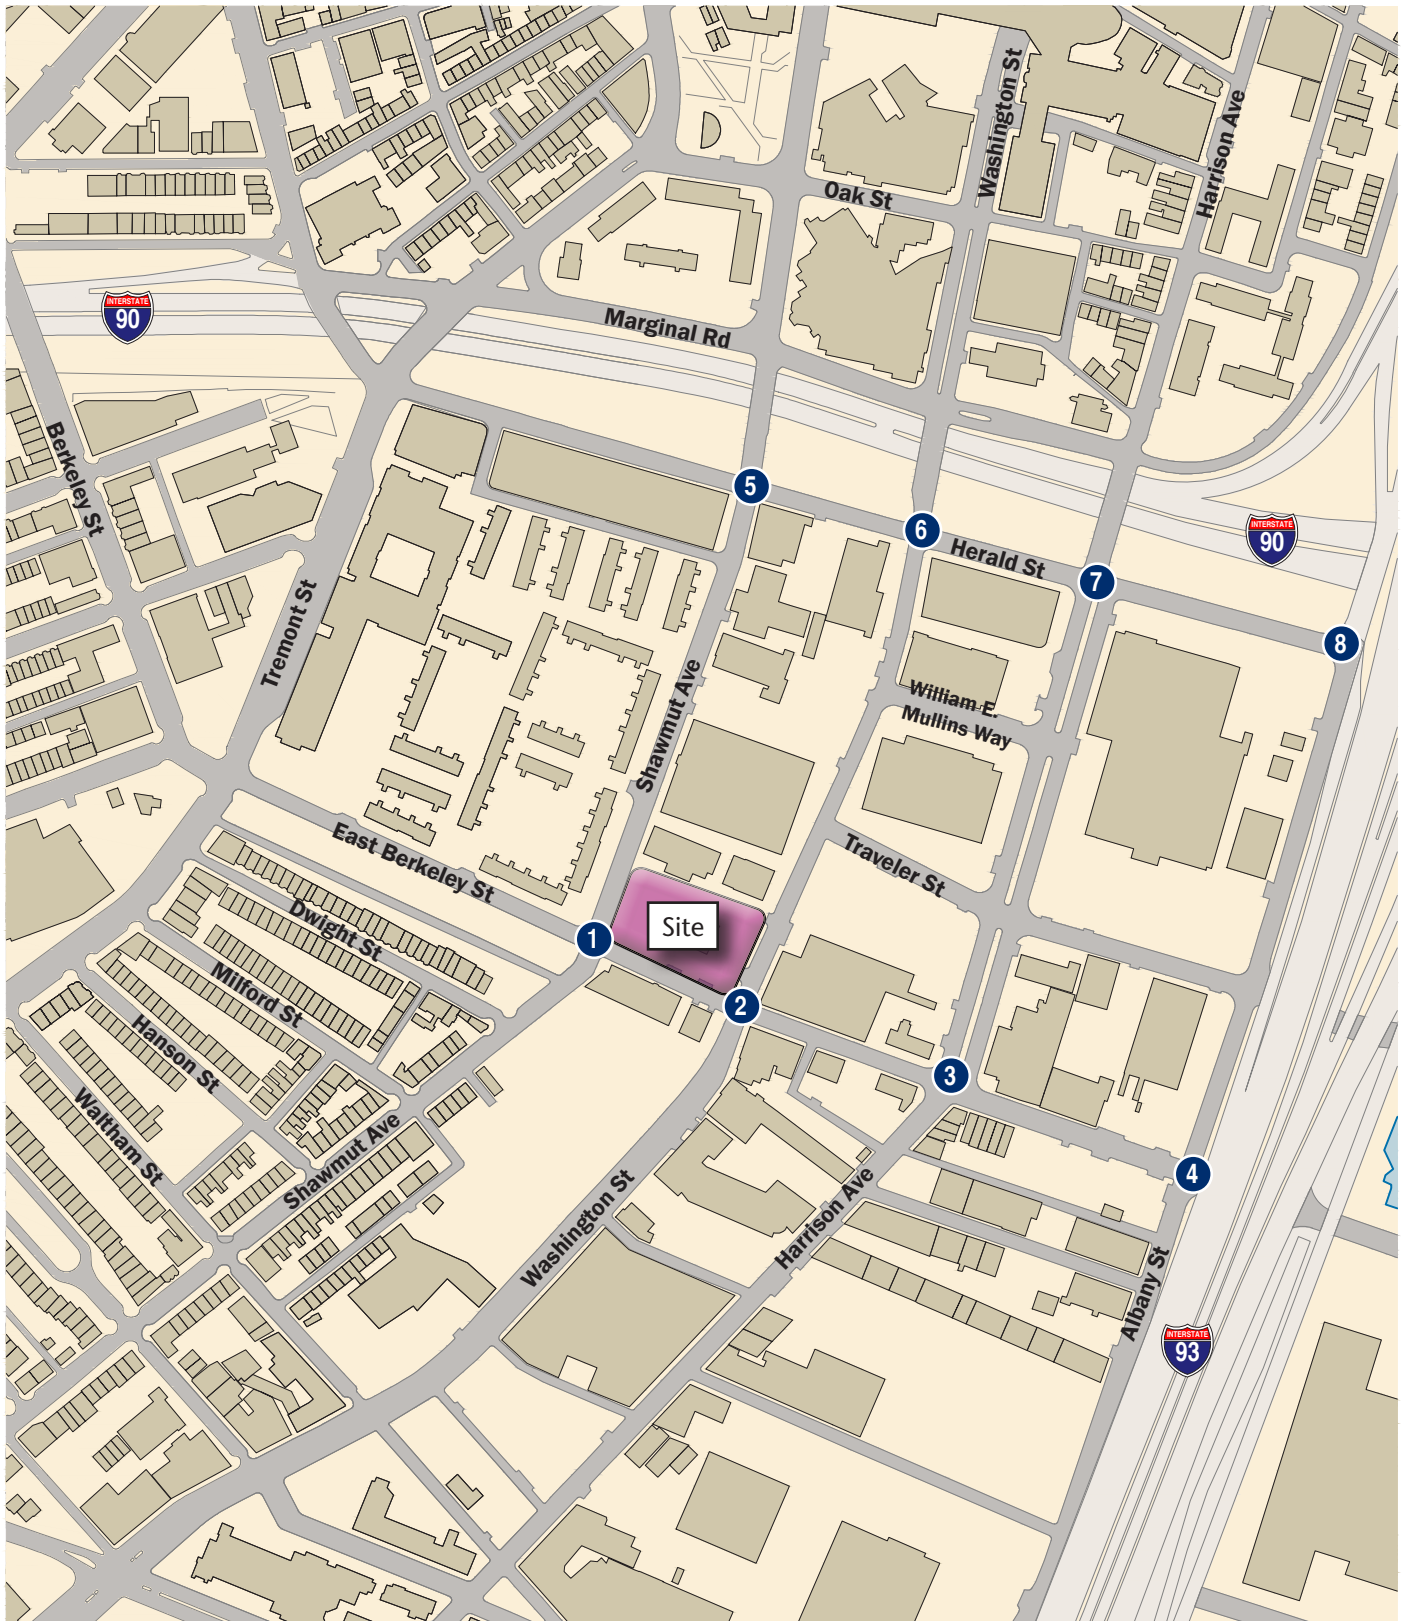 Washington St
Harrison Ave
Oak St
INTERSTATE
90
Marginal Rd
Berkeley St
5
6
INTERSTATE
90
Herald St
7
Tremont St
8
Shawmut Ave
William E.
Mullins Way
East Berkeley St
Traveler St
Dwight St
Site
1
Milford St
2
Hanson St
3
Waltham St
Shawmut Ave
4
Washington St
Harrison Ave
Albany St
INTERSTATE
93